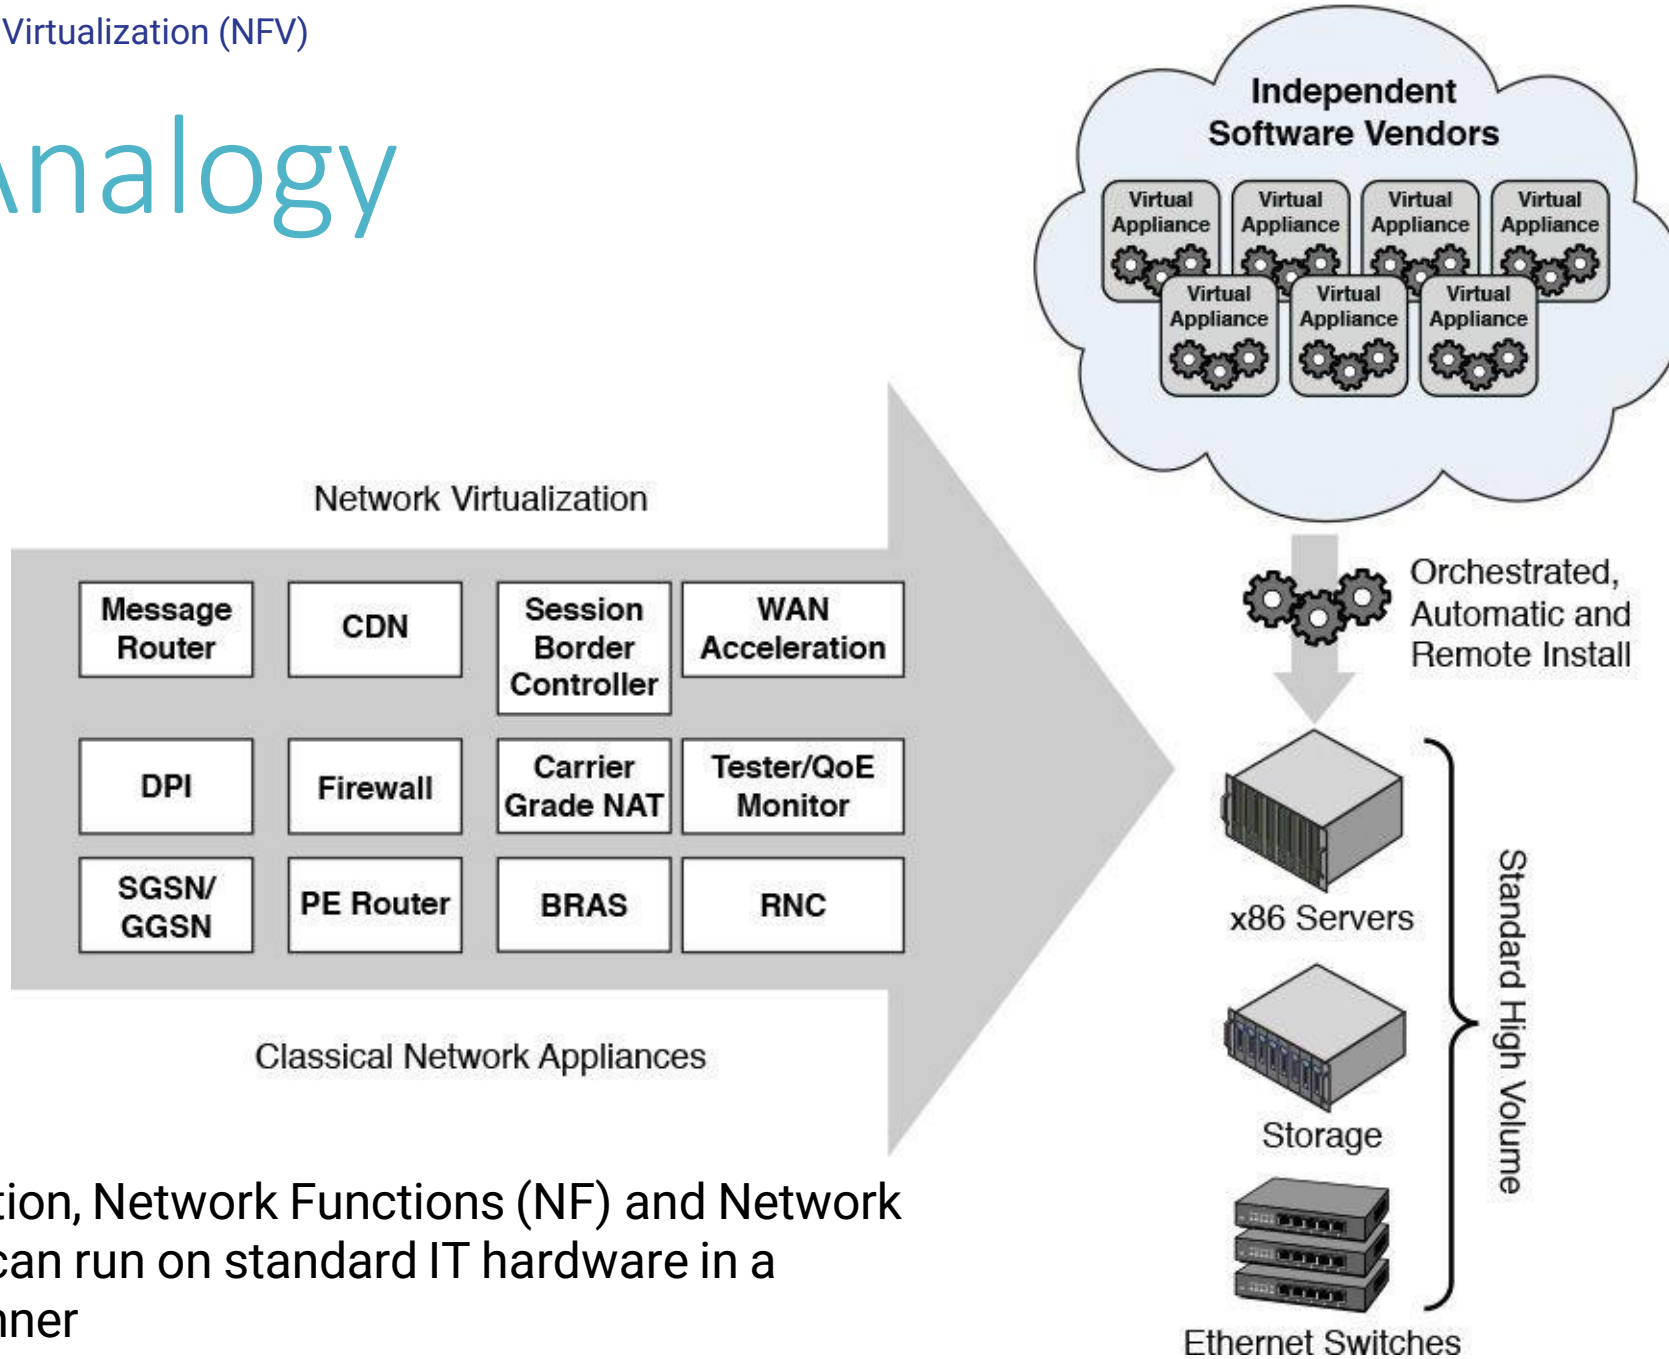 Virtualization (NFV)
Analogy
Independent
Software Vendors
Virtual
Appliance
Virtual
Appliance
Virtual
Appliance
Virtual
Appliance
Virtual
Appliance
Virtual
Appliance
Virtual
Appliance
Network Virtualization
Message
Router
CDN
Session
Border
Controller
WAN
Acceleration
DPI
Firewall
Carrier
Grade NAT
Tester/QoE
Monitor
SGSN/
GGSN
PE Router
BRAS
RNC
Classical Network Appliances
Orchestrated,
Automatic and
Remote Install
x86 Servers
Storage
Ethernet Switches
Standard High Volume
tion, Network Functions (NF) and Network
can run on standard IT hardware in a
nner